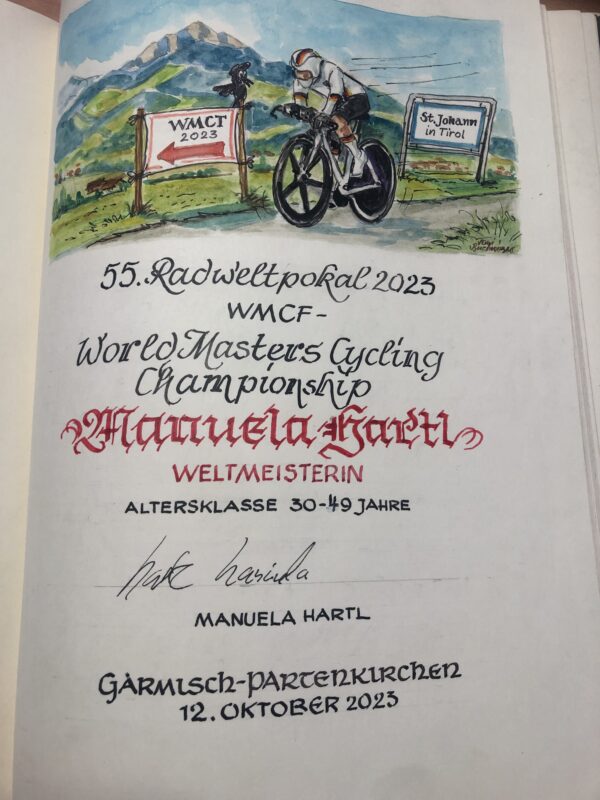 WMCT
2023
St. Johann
in Tirol
55. Radweltpokal 2023
WMCF-
World Masters Cycling
Championship
Manuela Hartl
WELTMEISTERIN
ALTERSKLASSE 30-49 JAHRE
MANUELA HARTL
GARMISCH-PARTENKIRCHEN
12. OKTOBER 2023